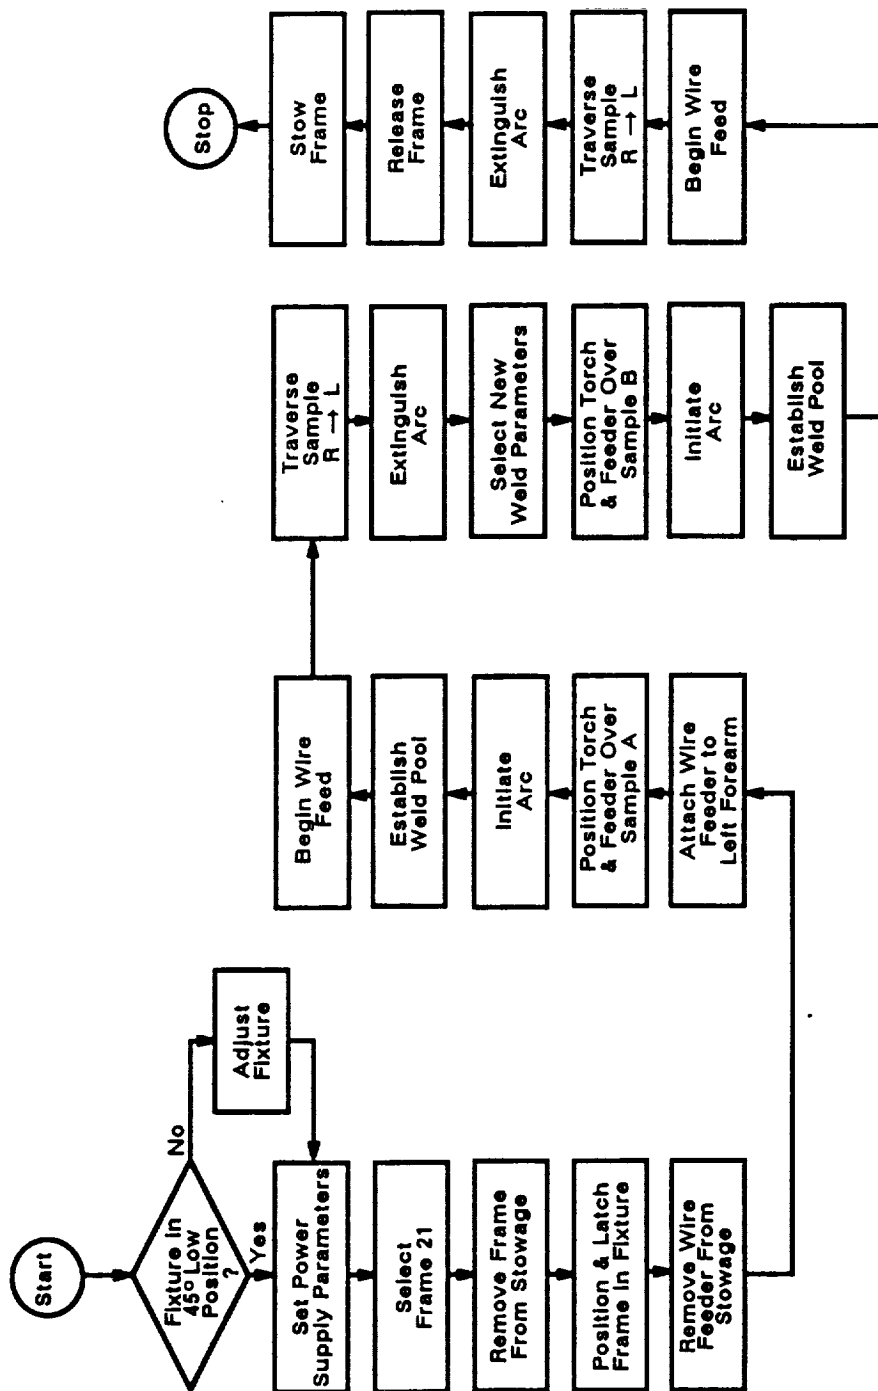 Start
Fixture in
45° Low
Position
?
No
Adjust
Fixture
Yes
Set Power
Supply Parameters
Select
Frame 21
Remove Frame
From Stowage
Position & Latch
Frame in Fixture
Remove Wire
Feeder From
Stowage
Attach Wire
Feeder to
Left Forearm
Position Torch
& Feeder Over
Sample A
Initiate
Arc
Establish
Weld Pool
Begin Wire
Feed
Traverse
Sample
R → L
Extinguish
Arc
Select New
Weld Parameters
Position Torch
& Feeder Over
Sample B
Initiate
Arc
Establish
Weld Pool
Begin Wire
Feed
Traverse
Sample
R → L
Extinguish
Arc
Release
Frame
Stow
Frame
Stop